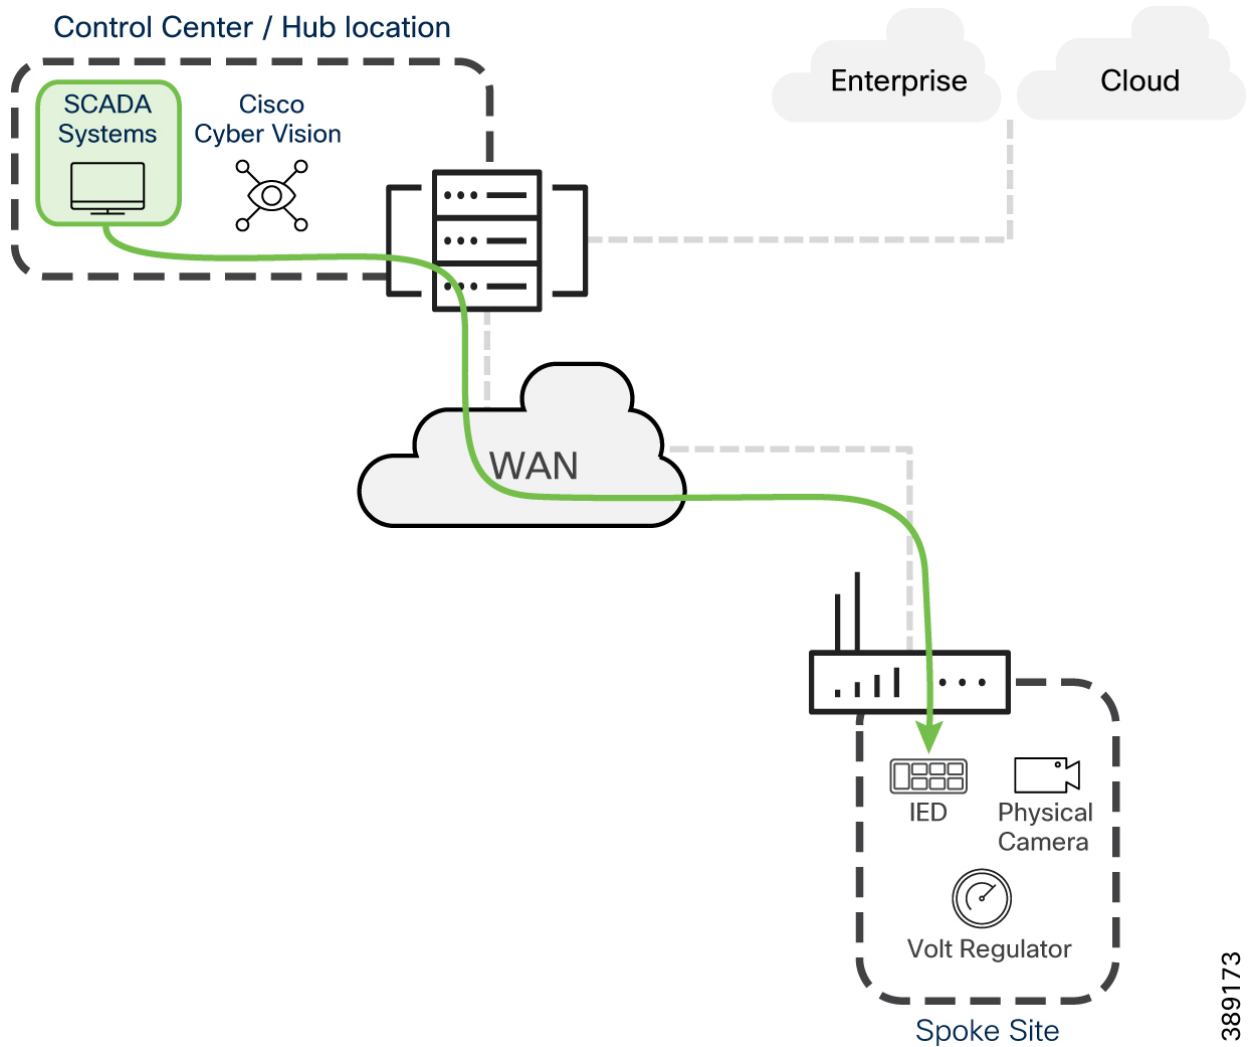 Control Center / Hub location
SCADA
Systems
Cisco
Cyber Vision
Enterprise
Cloud
WAN
IED
Physical
Camera
Volt Regulator
Spoke Site
389173